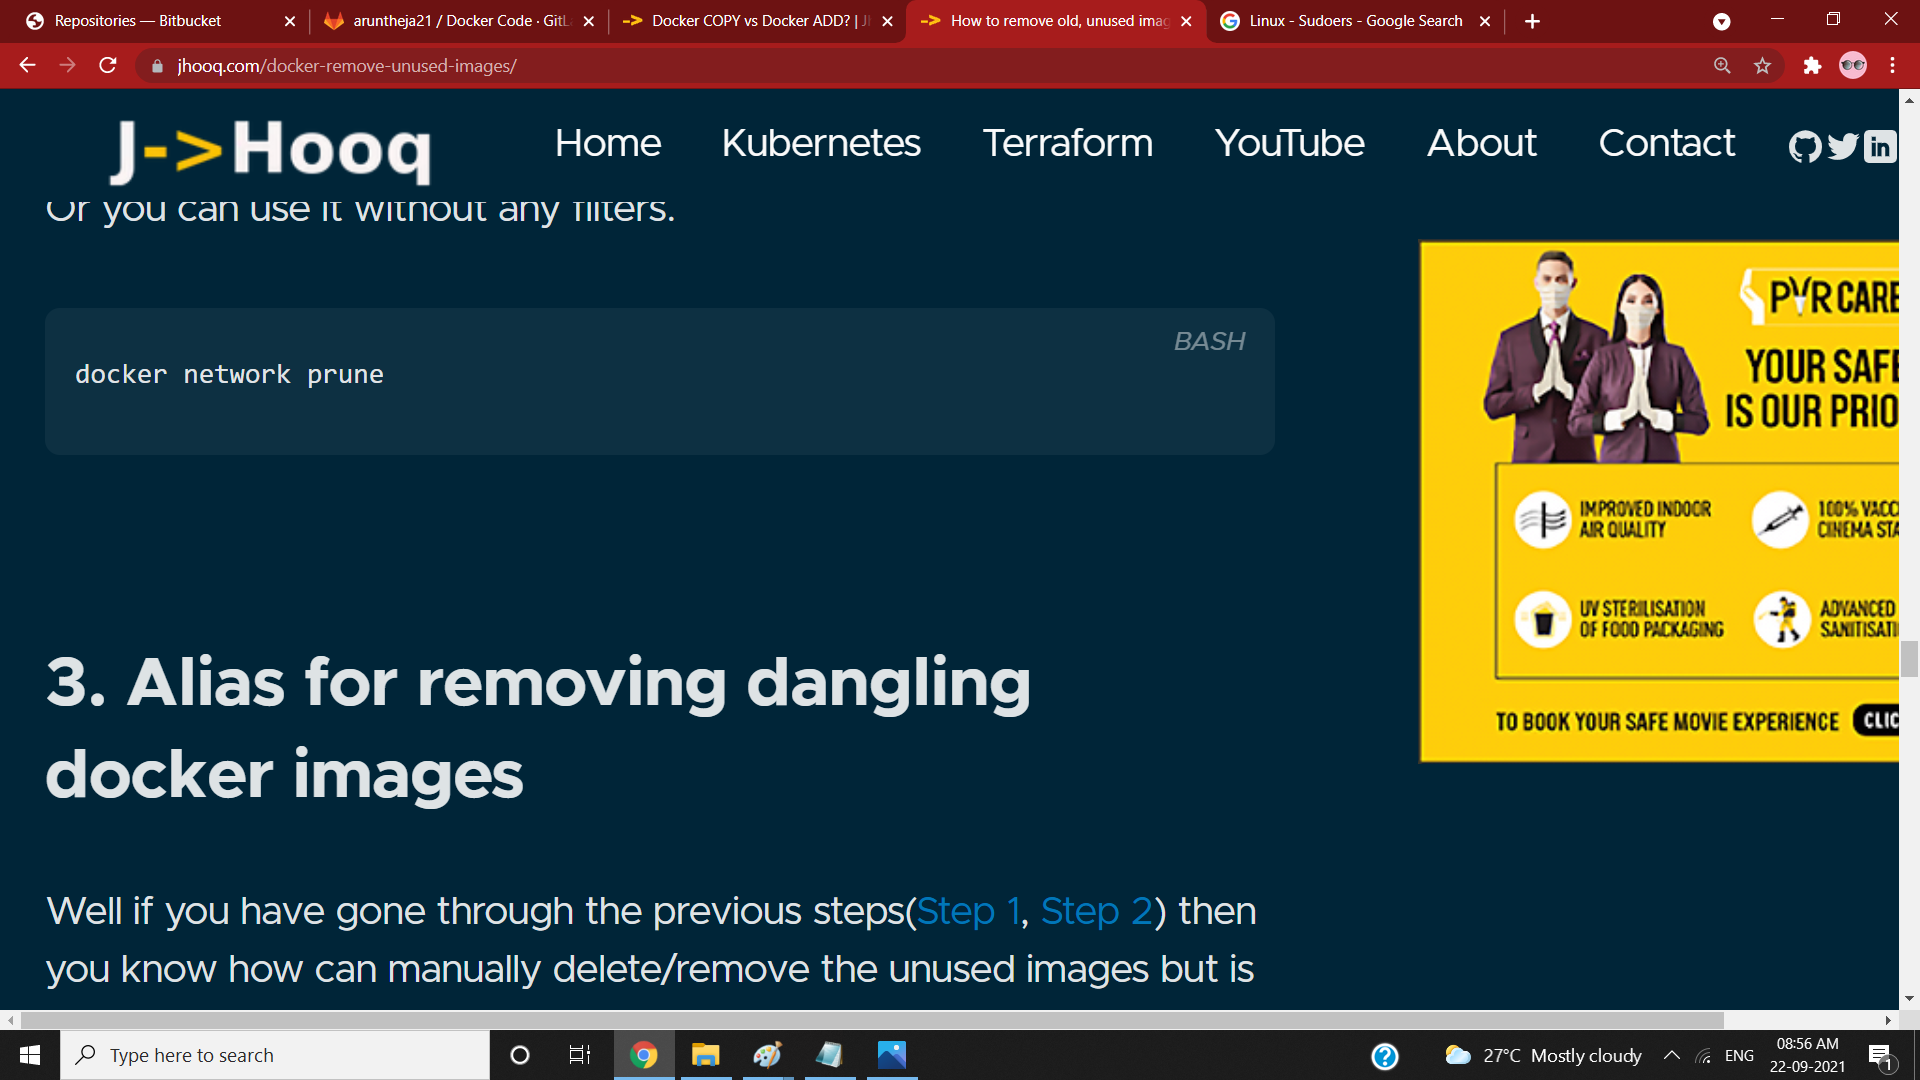 Repositories — Bitbucket
aruntheja21 / Docker Code · GitL
Docker COPY vs Docker ADD? | JH
How to remove old, unused imag
Linux - Sudoers - Google Search
jhooq.com/docker-remove-unused-images/
J->Hooq
Home
Kubernetes
Terraform
YouTube
About
Contact
in
Or you can use it without any filters.
BASH
docker network prune
PVR CARE
YOUR SAFE
IS OUR PRIO
IMPROVED INDOOR
AIR QUALITY
100% VACC
CINEMA STA
UV STERILISATION
OF FOOD PACKAGING
ADVANCED
SANITISATI
TO BOOK YOUR SAFE MOVIE EXPERIENCE
CLIC
3. Alias for removing dangling
docker images
Well if you have gone through the previous steps(Step 1, Step 2) then
you know how can manually delete/remove the unused images but is
Type here to search
27°C Mostly cloudy
ENG
08:56 AM
22-09-2021
1